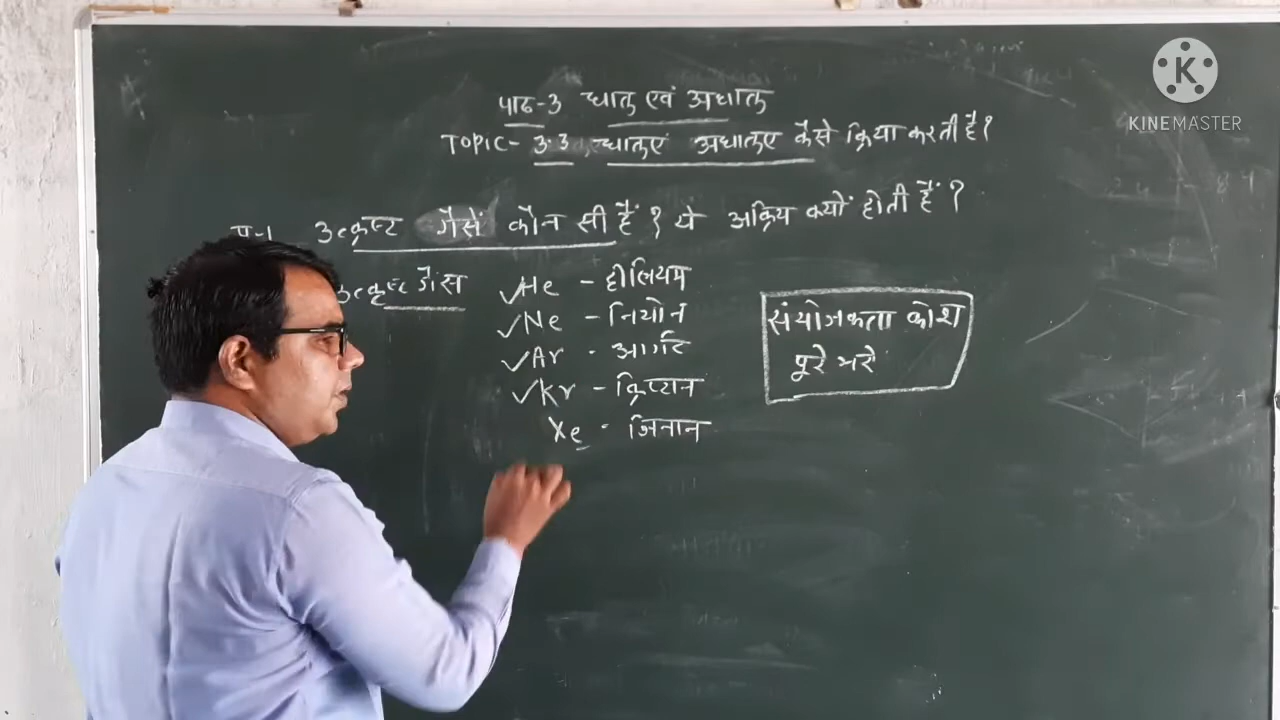 पाठ-3 धातु एवं अधातु
TOPIC- 3.3 धातुएं अधातुए कैसे क्रिया करती है?
उत्कृष्ट गैसें कौन सी हैं? ये अक्रिय क्यों होती हैं?
उत्कृष्ट गैस
✓He - हीलियम
✓Ne - नियोन
✓Ar - आर्गन
✓Kr - क्रिप्टान
Xe - जिनान
संयोजकता कोश
पूरे भरे
K
KINEMASTER